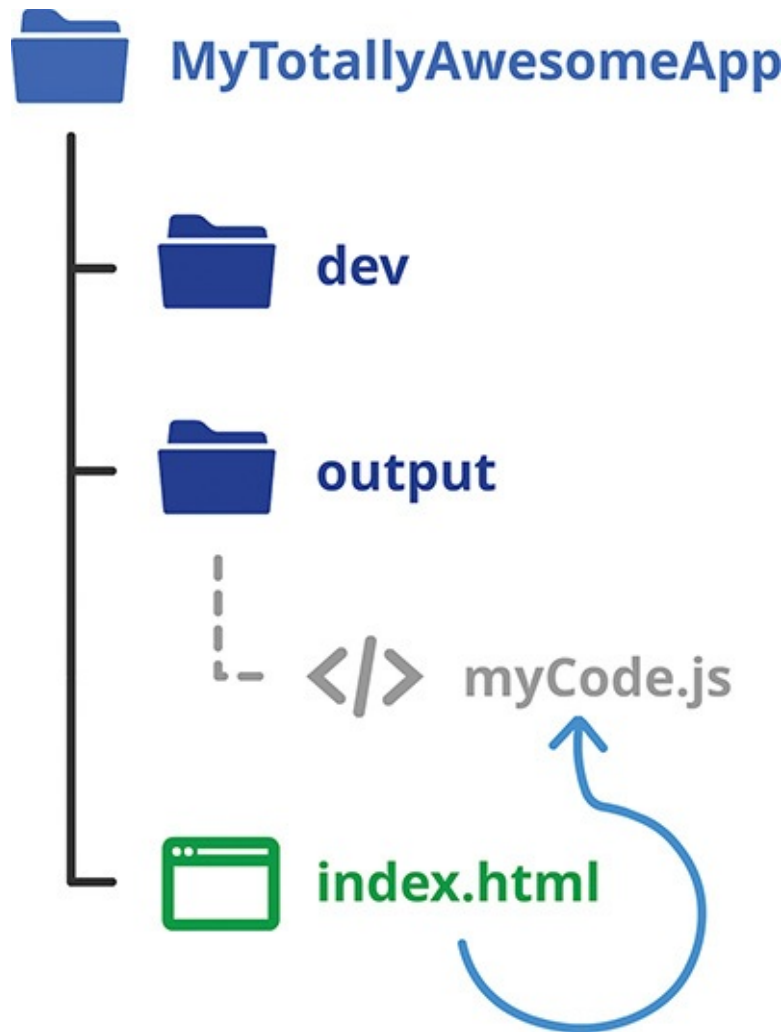 MyTotallyAwesomeApp
dev
output
</> myCode.js
index.html